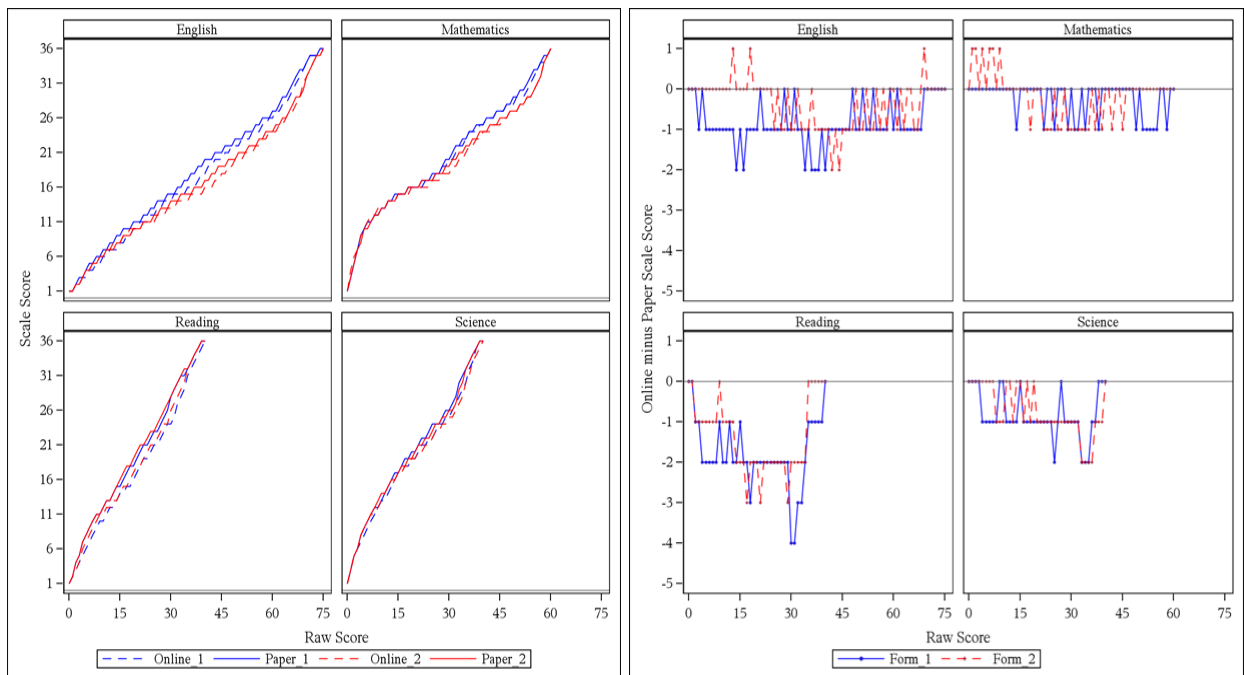 English
Mathematics
36
31
26
21
16
11
6
1
Reading
Science
36
31
26
21
16
11
6
1
Scale Score
0 15 30 45 60 75 0 15 30 45 60 75
Raw Score
Online_1 Paper_1 Online_2 Paper_2
English
Mathematics
1
0
-1
-2
-3
-4
-5
Reading
Science
1
0
-1
-2
-3
-4
-5
Online minus Paper Scale Score
0 15 30 45 60 75 0 15 30 45 60 75
Raw Score
Form_1 Form_2